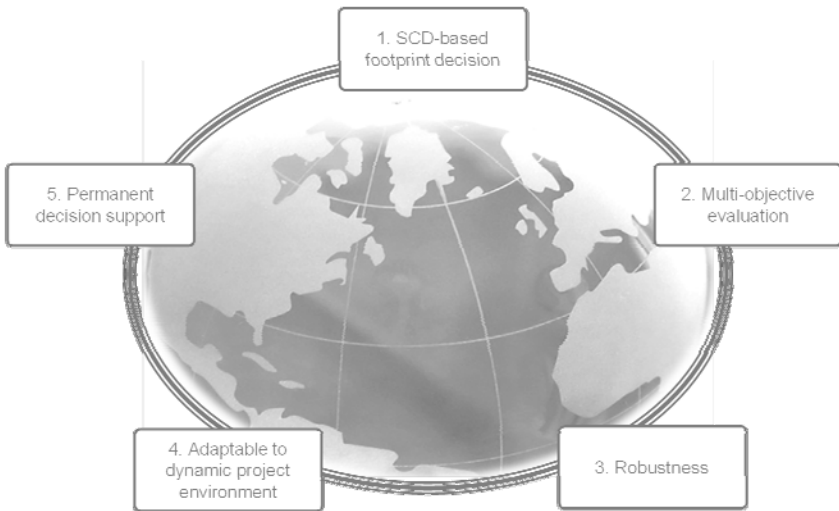 1. SCD-based
footprint decision
2. Multi-objective
evaluation
3. Robustness
4. Adaptable to
dynamic project
environment
5. Permanent
decision support